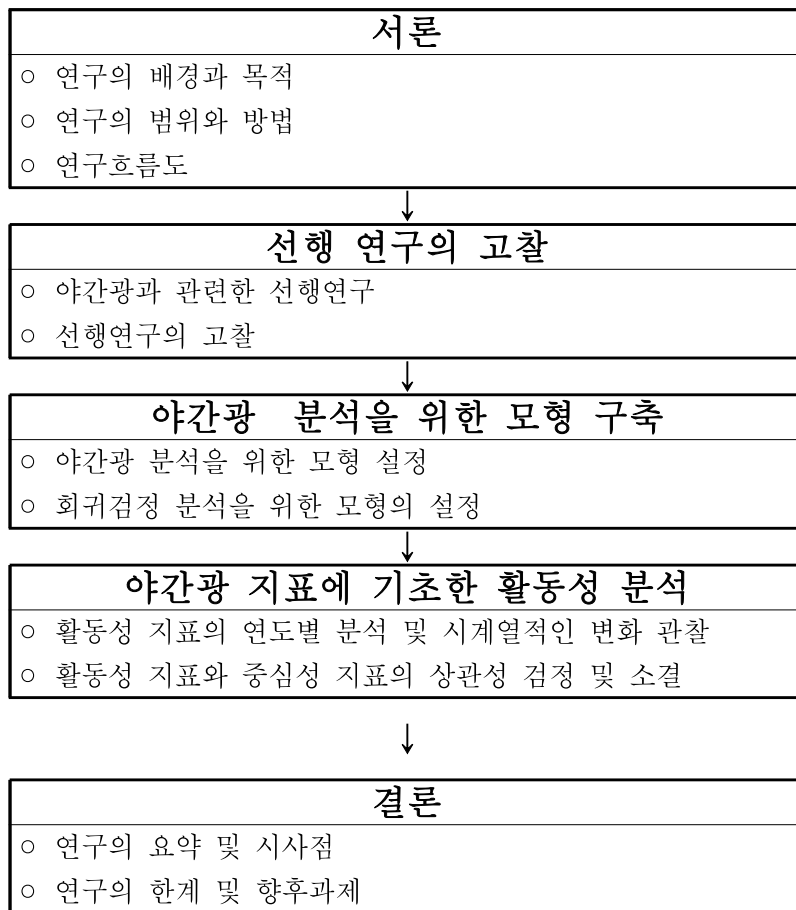 서론
○ 연구의 배경과 목적
○ 연구의 범위와 방법
○ 연구흐름도
↓
선행 연구의 고찰
○ 야간광과 관련한 선행연구
○ 선행연구의 고찰
↓
야간광 분석을 위한 모형 구축
○ 야간광 분석을 위한 모형 설정
○ 회귀검정 분석을 위한 모형의 설정
↓
야간광 지표에 기초한 활동성 분석
○ 활동성 지표의 연도별 분석 및 시계열적인 변화 관찰
○ 활동성 지표와 중심성 지표의 상관성 검정 및 소결
↓
결론
○ 연구의 요약 및 시사점
○ 연구의 한계 및 향후과제